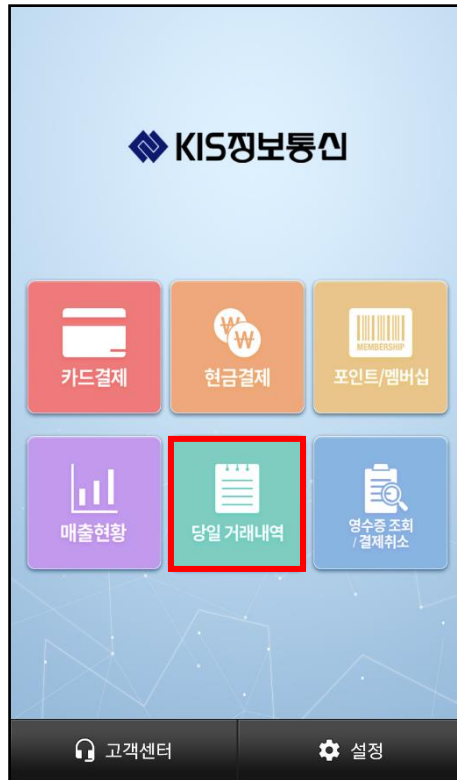 KIS정보통신
MEMBERSHIP
카드결제
현금결제
포인트/멤버십
매출현황
당일 거래내역
영수증 조회
/ 결제취소
고객센터
설정